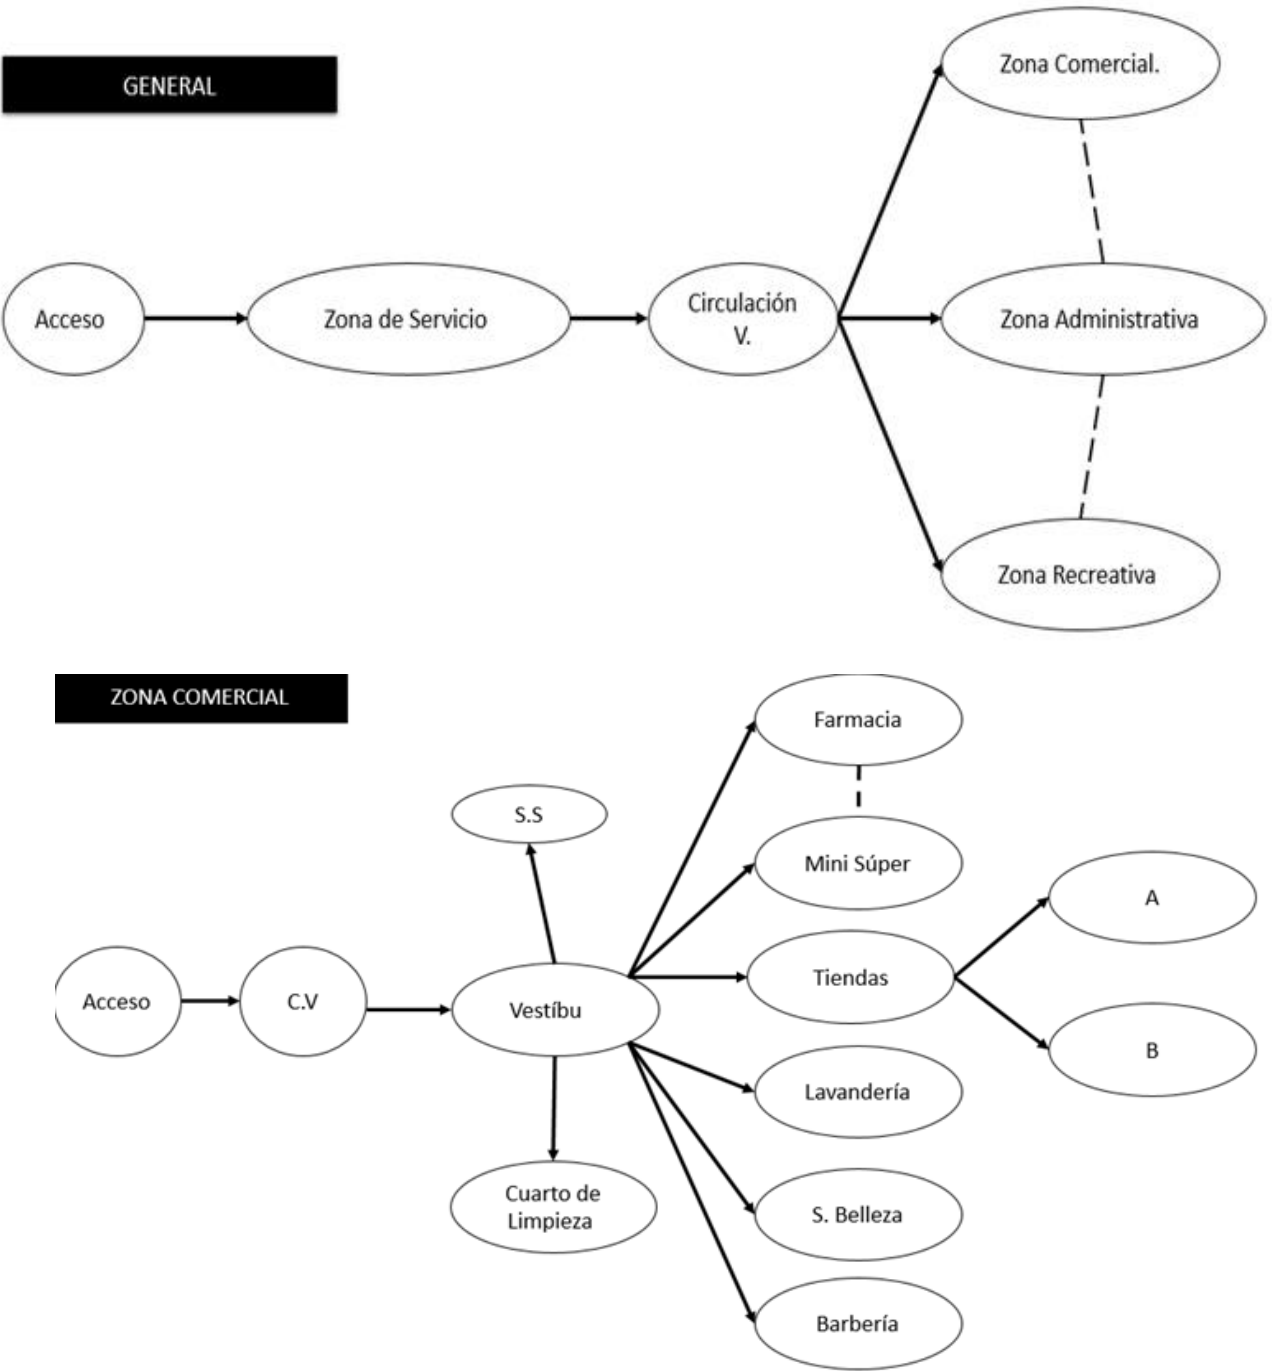 GENERAL
Zona Comercial.
Acceso
Zona de Servicio
Circulación
V.
Zona Administrativa
Zona Recreativa
ZONA COMERCIAL
Farmacia
S.S
Mini Súper
A
Tiendas
Acceso
C.V
Vestíbu
B
Lavandería
Cuarto de
Limpieza
S. Belleza
Barbería